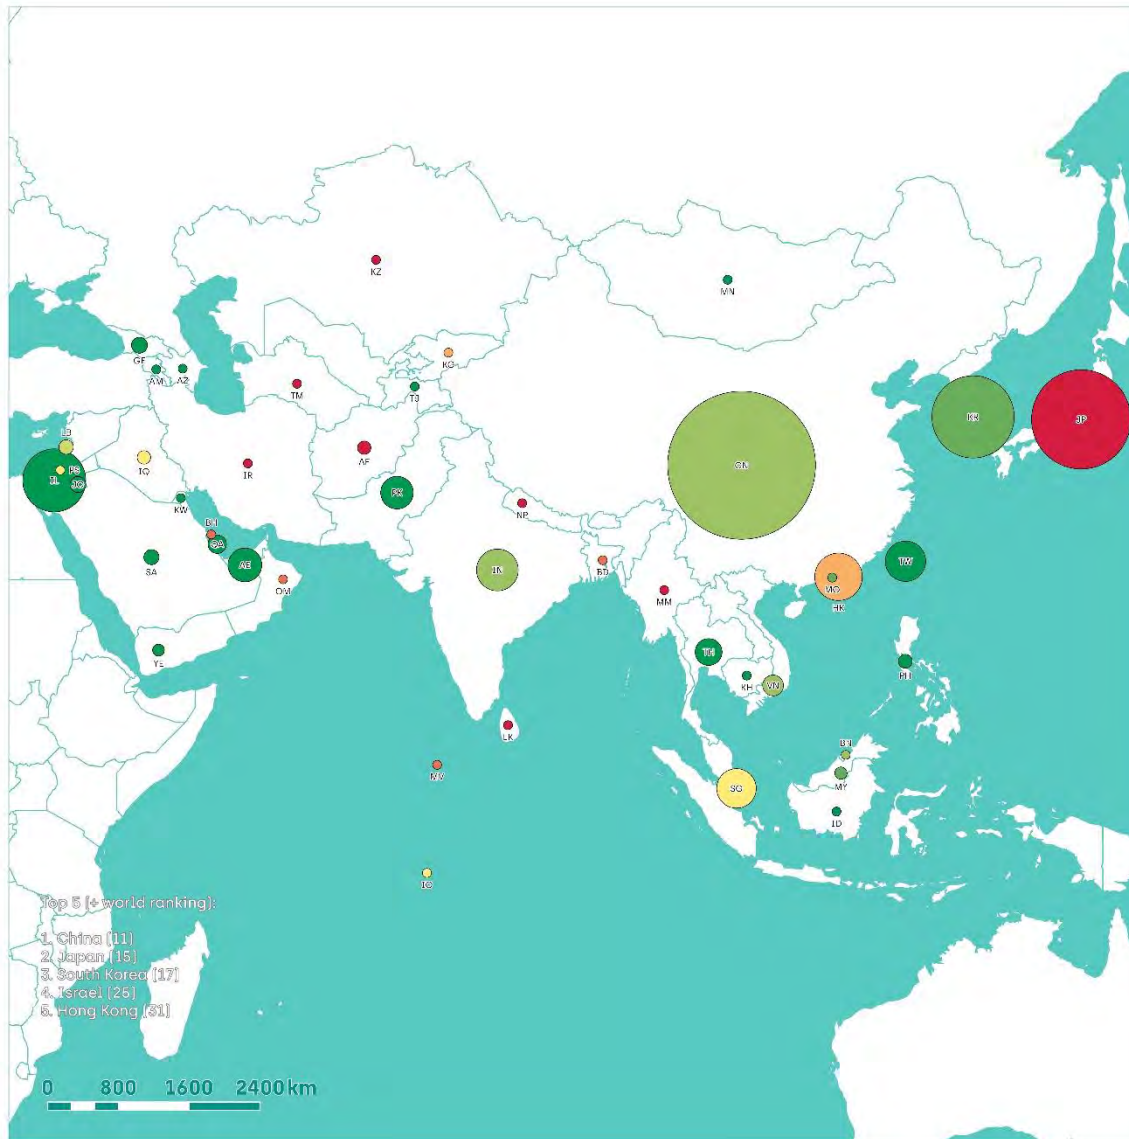 KZ
MN
GE
AM
AZ
KG
TM
TJ
KR
JP
LB
IL
PS
JO
IQ
IR
AF
PK
CN
KW
NP
BH
QA
SA
AE
OM
IN
BD
MM
MO
HK
TW
YE
TH
KH
VN
PH
LK
MV
BN
SG
MY
ID
IO
Top 5 (+ world ranking):
1. China (11)
2. Japan (15)
3. South Korea (17)
4. Israel (25)
5. Hong Kong (31)
0 800 1600 2400km